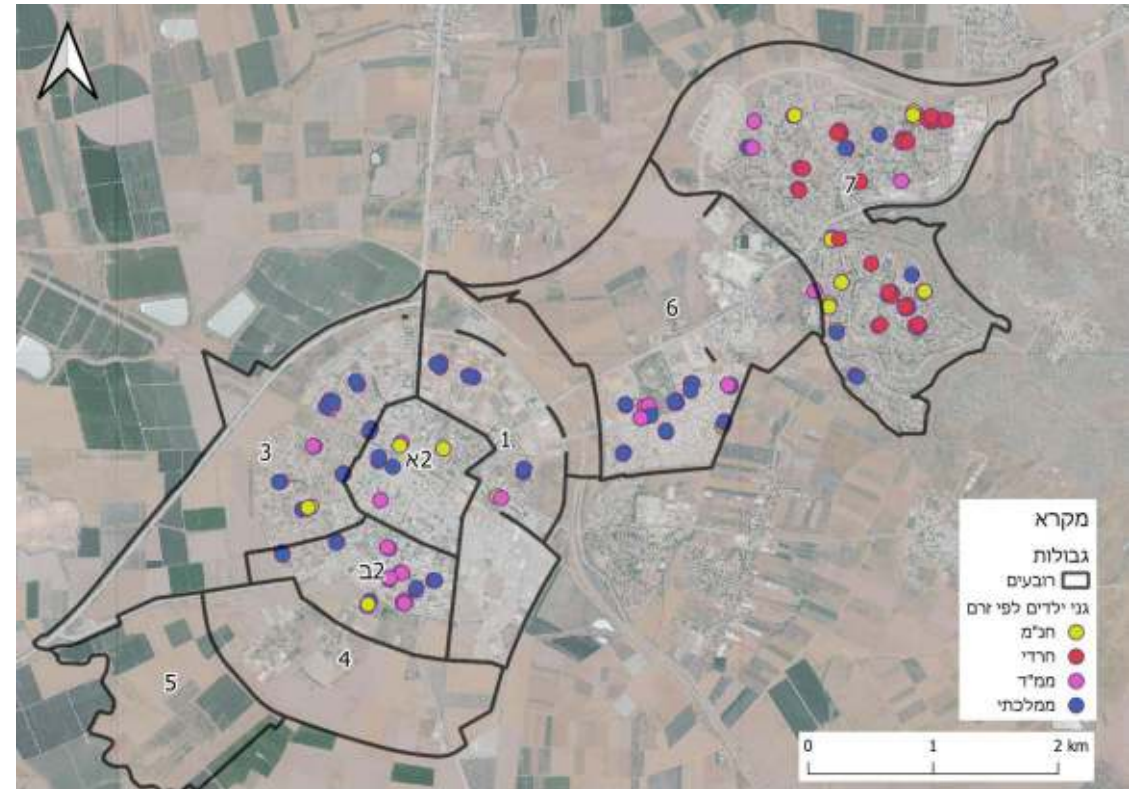 7
6
1
2א
3
2ב
4
5
מקרא
גבולות
רובעים
גני ילדים לפי זרם
חנ"מ
חרדי
ממ"ד
ממלכתי
0 1 2 km